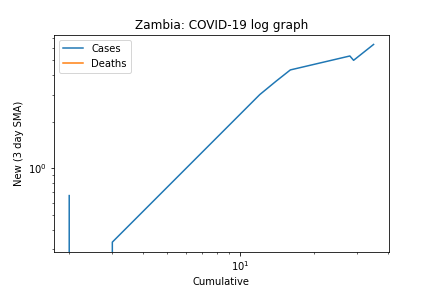 Zambia: COVID-19 log graph
Cases
Deaths
New (3 day SMA)
10⁰
10¹
Cumulative